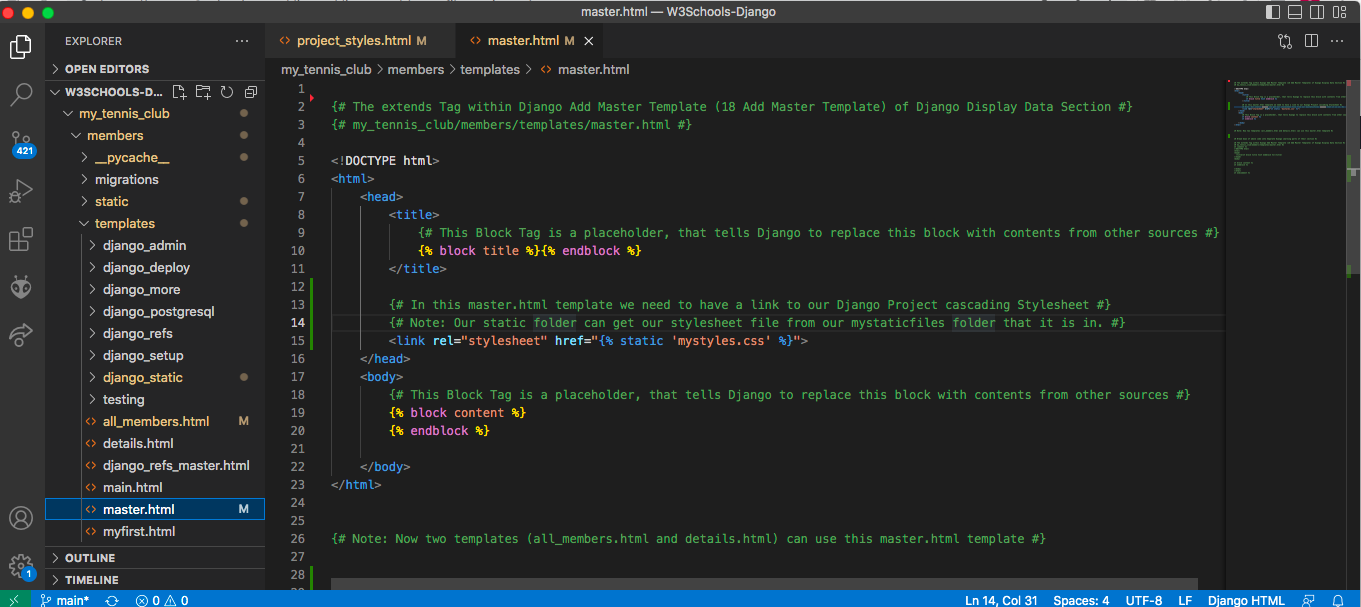 master.html — W3Schools-Django
EXPLORER
OPEN EDITORS
W3SCHOOLS-D...
my_tennis_club
members
__pycache__
migrations
static
templates
django_admin
django_deploy
django_more
django_postgresql
django_refs
django_setup
django_static
testing
all_members.html M
details.html
django_refs_master.html
main.html
master.html M
myfirst.html
OUTLINE
TIMELINE
421
1
project_styles.html M
master.html M
my_tennis_club > members > templates > master.html
1
2 {# The extends Tag within Django Add Master Template (18 Add Master Template) of Django Display Data Section #}
3 {# my_tennis_club/members/templates/master.html #}
4
5 <!DOCTYPE html>
6 <html>
7 <head>
8 <title>
9 {# This Block Tag is a placeholder, that tells Django to replace this block with contents from other sources #}
10 {% block title %}{% endblock %}
11 </title>
12
13 {# In this master.html template we need to have a link to our Django Project cascading Stylesheet #}
14 {# Note: Our static folder can get our stylesheet file from our mystaticfiles folder that it is in. #}
15 <link rel="stylesheet" href="{% static 'mystyles.css' %}">
16 </head>
17 <body>
18 {# This Block Tag is a placeholder, that tells Django to replace this block with contents from other sources #}
19 {% block content %}
20 {% endblock %}
21
22 </body>
23 </html>
24
25
26 {# Note: Now two templates (all_members.html and details.html) can use this master.html template #}
27
28
main* 0 0 Ln 14, Col 31 Spaces: 4 UTF-8 LF Django HTML